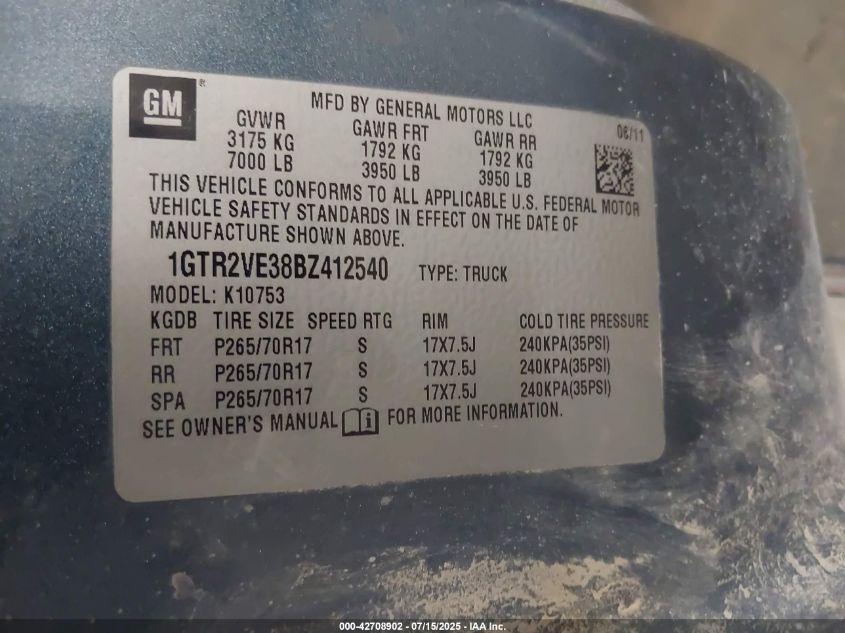 GM ®
MFD BY GENERAL MOTORS LLC
06/11
GVWR GAWR FRT GAWR RR
3175 KG 1792 KG 1792 KG
7000 LB 3950 LB 3950 LB
THIS VEHICLE CONFORMS TO ALL APPLICABLE U.S. FEDERAL MOTOR
VEHICLE SAFETY STANDARDS IN EFFECT ON THE DATE OF
MANUFACTURE SHOWN ABOVE.
1GTR2VE38BZ412540 TYPE: TRUCK
MODEL: K10753
KGDB TIRE SIZE SPEED RTG RIM COLD TIRE PRESSURE
FRT P265/70R17 S 17X7.5J 240KPA(35PSI)
RR P265/70R17 S 17X7.5J 240KPA(35PSI)
SPA P265/70R17 S 17X7.5J 240KPA(35PSI)
SEE OWNER'S MANUAL i FOR MORE INFORMATION.
000-42708902 - 07/15/2025 - IAA Inc.